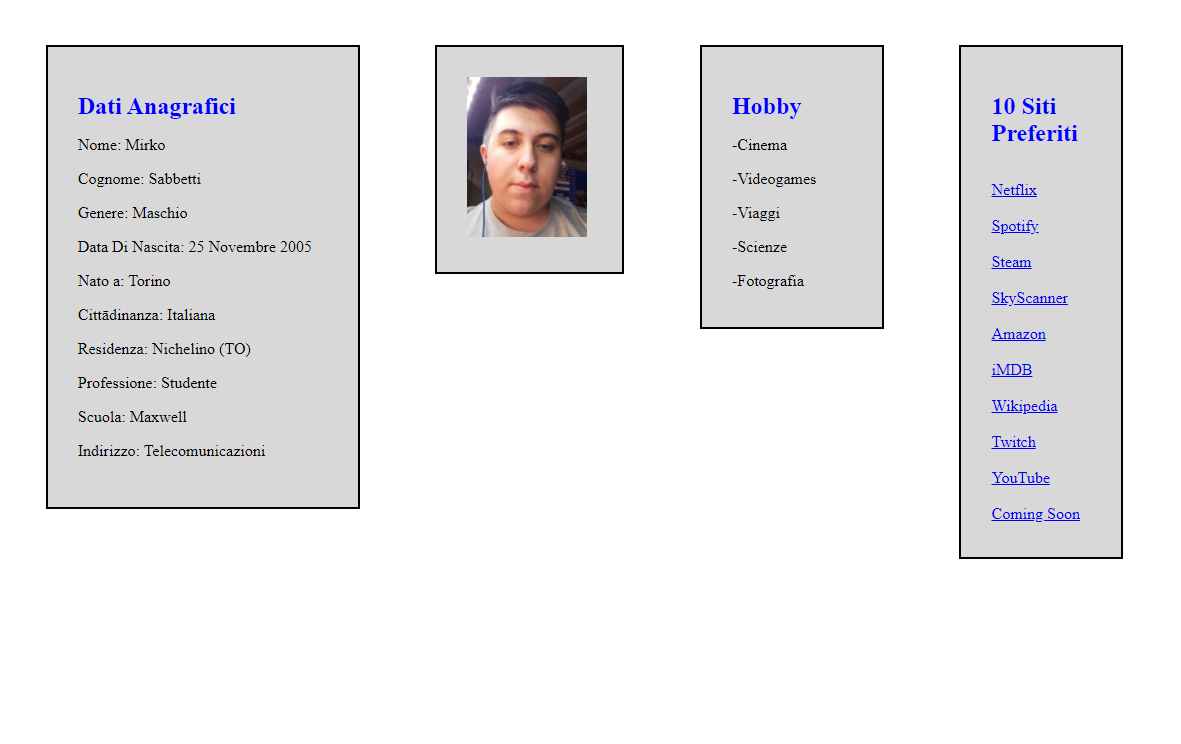 Dati Anagrafici
Nome: Mirko
Cognome: Sabbetti
Genere: Maschio
Data Di Nascita: 25 Novembre 2005
Nato a: Torino
Cittãdinanza: Italiana
Residenza: Nichelino (TO)
Professione: Studente
Scuola: Maxwell
Indirizzo: Telecomunicazioni
Hobby
-Cinema
-Videogames
-Viaggi
-Scienze
-Fotografia
10 Siti
Preferiti
Netflix
Spotify
Steam
SkyScanner
Amazon
iMDB
Wikipedia
Twitch
YouTube
Coming Soon